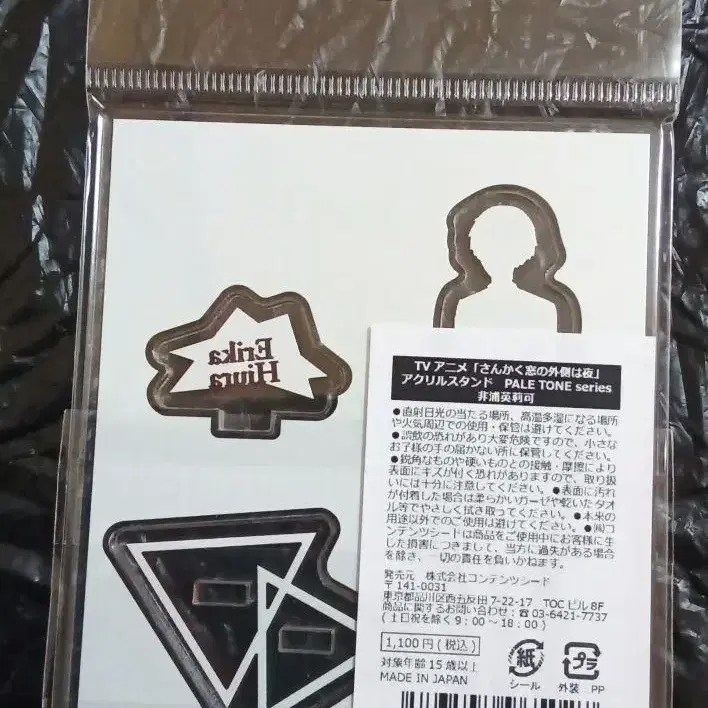 Erika
Hiura
TV アニメ「さんかく窓の外側は夜」
アクリルスタンド PALE TONE series
非浦英莉可
●直射日光の当たる場所、高温多湿になる場所
や火気周辺での使用・保管は避けてください。
●誤飲の恐れがあり大変危険ですので、小さな
お子様の手の届かない所に保管してください。
●鋭角なものや硬いものとの接触・摩擦により
表面にキズが付く恐れがありますので、取り扱
いには十分に注意してください。●表面に汚れ
が付着した場合は柔らかいガーゼや乾いたタオ
ル等でやさしく拭き取ってください。●本来の
用途以外でのご使用は避けてください。●㈱コ
ンテンツシードは商品をご使用中にお客様に生
じた損害につきまして、当方に過失がある場合
を除き、一切の責任を負いかねます。
発売元 株式会社コンテンツシード
〒141-0031
東京都品川区西五反田 7-22-17 TOC ビル 8F
商品に関するお問い合わせ：☎03-6421-7737
(土日祝を除く 9：00～18：00)
1,100円(税込)
対象年齢 15 歳以上
MADE IN JAPAN
紙
シール
プラ
外装 PP